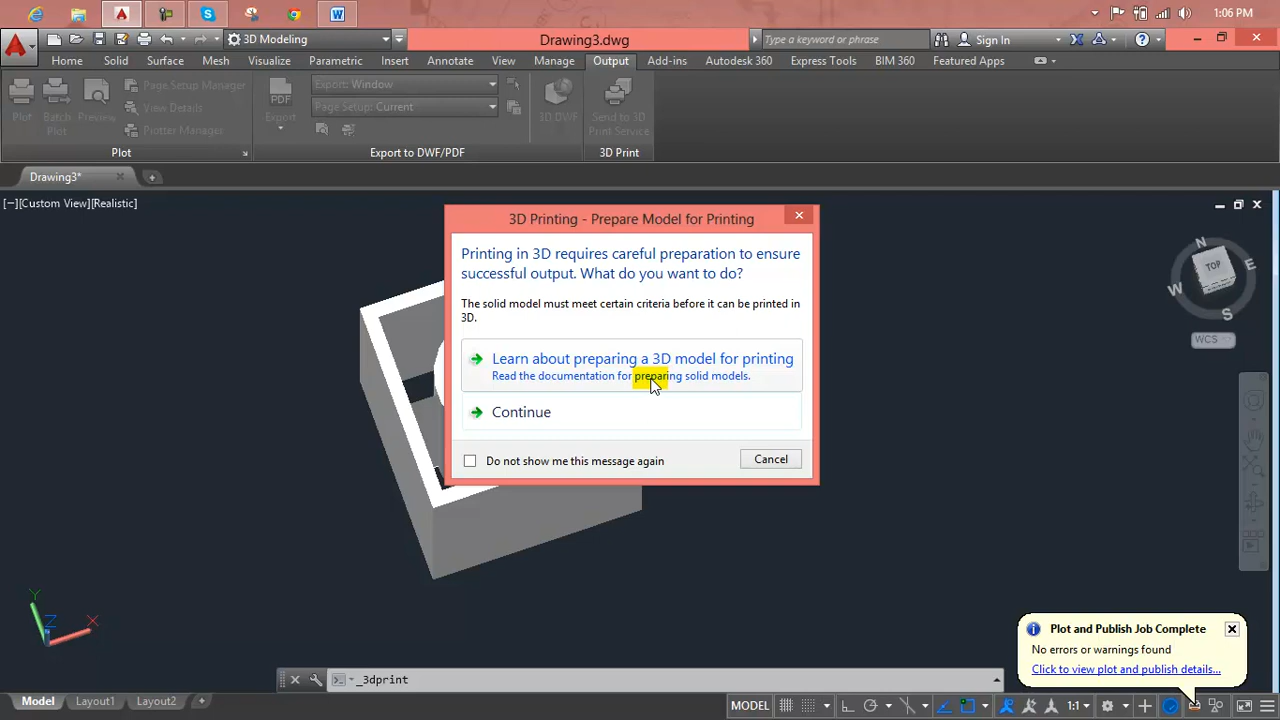 1:06 PM
3D Modeling
Drawing3.dwg
Type a keyword or phrase
Sign In
Home Solid Surface Mesh Visualize Parametric Insert Annotate View Manage Output Add-ins Autodesk 360 Express Tools BIM 360 Featured Apps
Plot
Batch Plot
Preview
Page Setup Manager
View Details
Plotter Manager
Export
PDF
Export: Window
Page Setup: Current
3D DWF
Send to 3D Print Service
Plot
Export to DWF/PDF
3D Print
Drawing3*
[−][Custom View][Realistic]
N
E
S
W
TOP
WCS
3D Printing - Prepare Model for Printing
Printing in 3D requires careful preparation to ensure
successful output. What do you want to do?
The solid model must meet certain criteria before it can be printed in
3D.
Learn about preparing a 3D model for printing
Read the documentation for preparing solid models.
Continue
Do not show me this message again
Cancel
Y
Z
X
Plot and Publish Job Complete
No errors or warnings found
Click to view plot and publish details...
_3dprint
Model Layout1 Layout2
MODEL
1:1